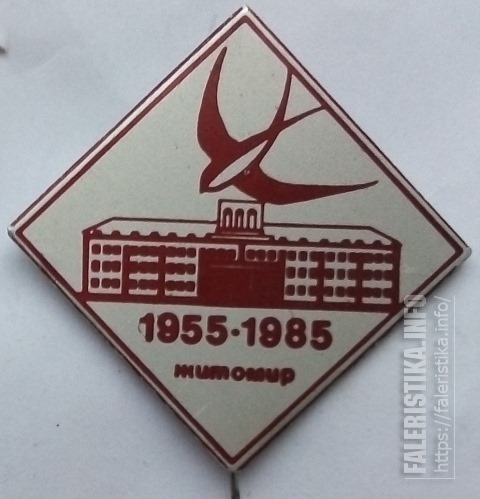 1955·1985
житомир
FALERISTIKA.INFO
https://faleristika.info/